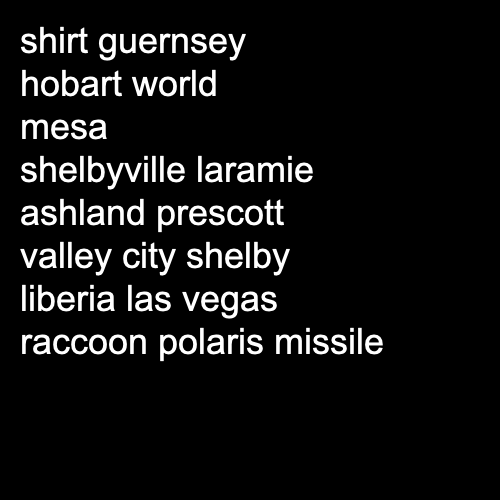 shirt guernsey
hobart world
mesa
shelbyville laramie
ashland prescott
valley city shelby
liberia las vegas
raccoon polaris missile